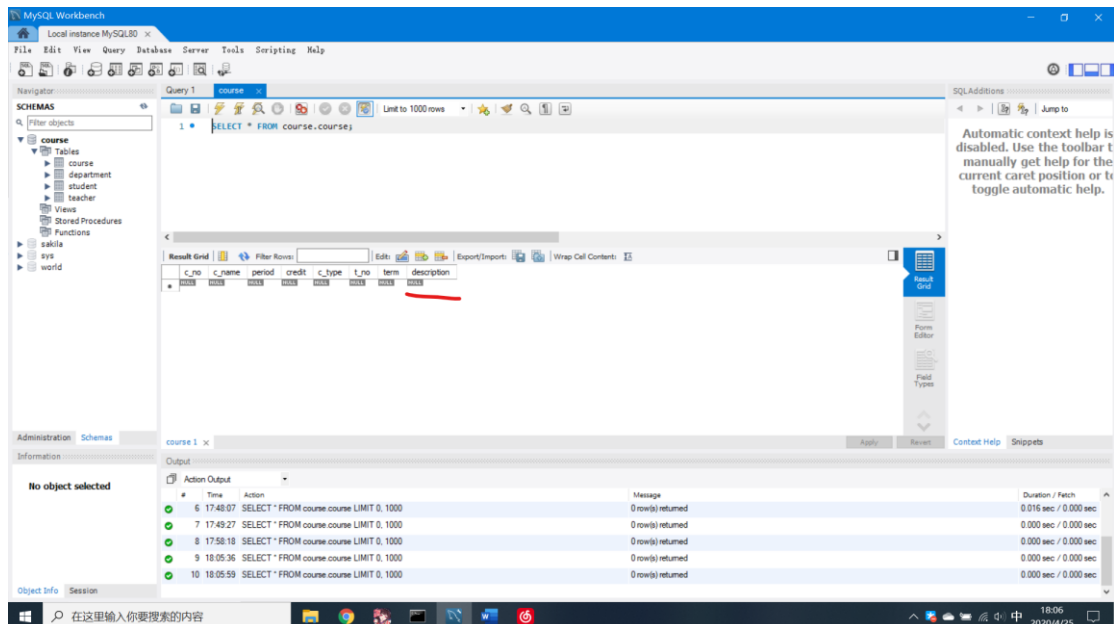 MySQL Workbench
Local instance MySQL80 ×
File Edit View Query Database Server Tools Scripting Help
Navigator
Query 1 course ×
SQLAdditions
SCHEMAS
Limit to 1000 rows
Jump to
Filter objects
1 SELECT * FROM course.course;
course
Tables
course
department
student
teacher
Views
Stored Procedures
Functions
sakila
sys
world
Automatic context help is
disabled. Use the toolbar t
manually get help for the
current caret position or to
toggle automatic help.
Result Grid Filter Rows: Edit: Export/Import: Wrap Cell Content:
c_no c_name period credit c_type t_no term description
NULL NULL NULL NULL NULL NULL NULL NULL
Result
Grid
Form
Editor
Field
Types
Administration Schemas
course 1 ×
Apply Revert
Context Help Snippets
Information
Output
No object selected
Action Output
# Time Action Message Duration / Fetch
6 17:48:07 SELECT * FROM course.course LIMIT 0, 1000 0 row(s) returned 0.016 sec / 0.000 sec
7 17:49:27 SELECT * FROM course.course LIMIT 0, 1000 0 row(s) returned 0.000 sec / 0.000 sec
8 17:58:18 SELECT * FROM course.course LIMIT 0, 1000 0 row(s) returned 0.000 sec / 0.000 sec
9 18:05:36 SELECT * FROM course.course LIMIT 0, 1000 0 row(s) returned 0.000 sec / 0.000 sec
10 18:05:59 SELECT * FROM course.course LIMIT 0, 1000 0 row(s) returned 0.000 sec / 0.000 sec
Object Info Session
在这里输入你要搜索的内容
中
18:06
2020/4/25